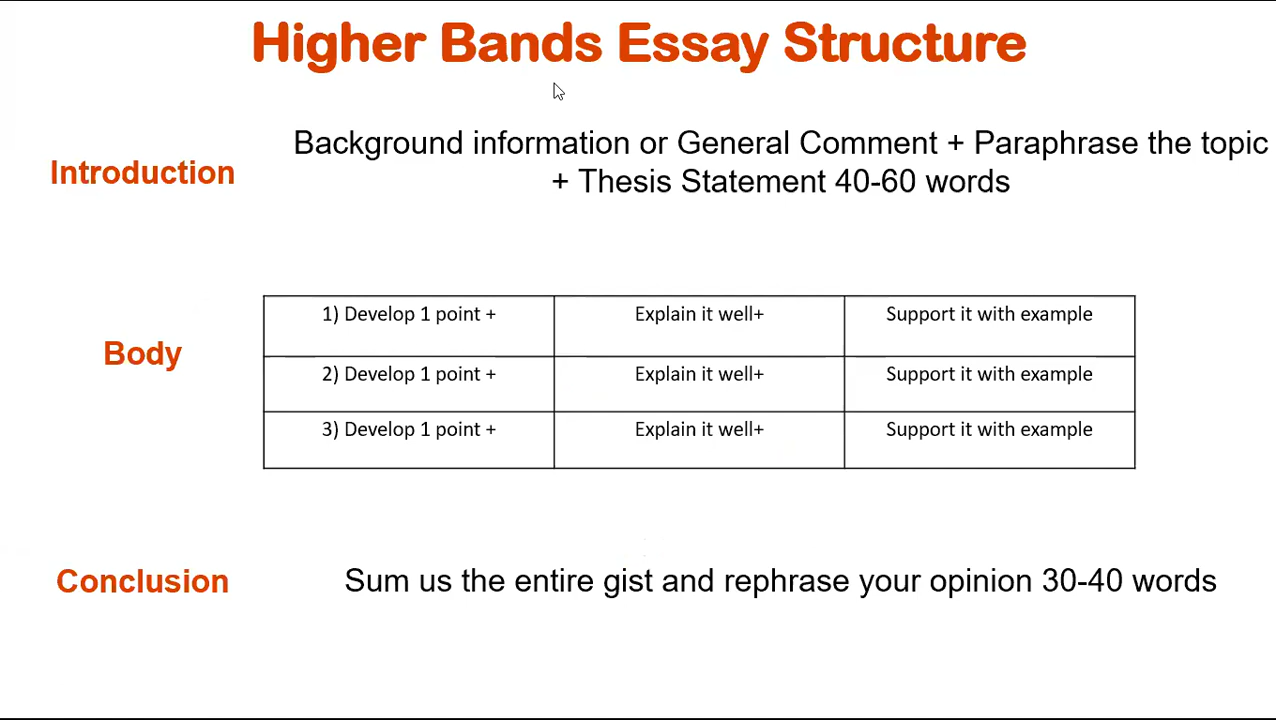 Higher Bands Essay Structure
Background information or General Comment + Paraphrase the topic
Introduction
+ Thesis Statement 40-60 words
1) Develop 1 point + Explain it well+ Support it with example
Body
2) Develop 1 point + Explain it well+ Support it with example
3) Develop 1 point + Explain it well+ Support it with example
Conclusion Sum us the entire gist and rephrase your opinion 30-40 words